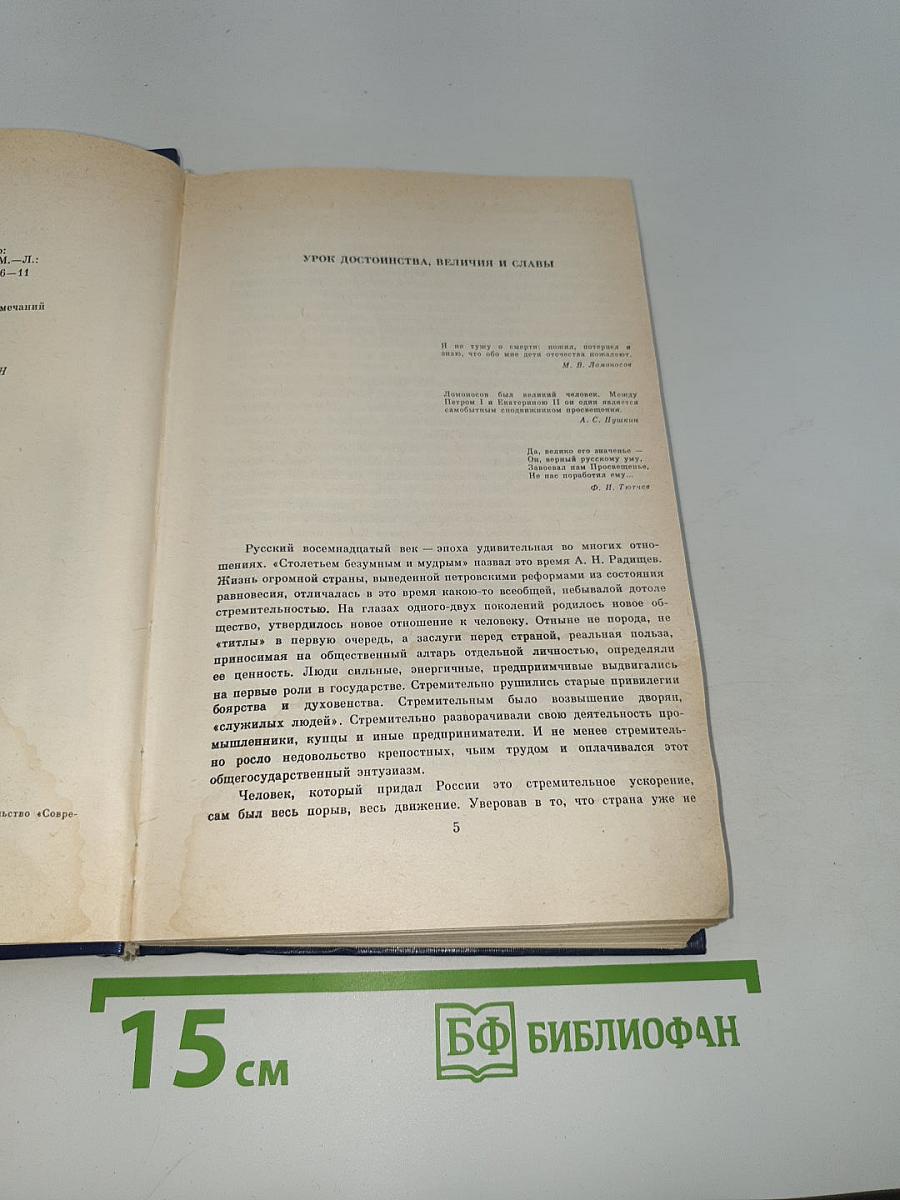 о:
М.—Л.:
6—11
мечаний
Н
льство «Совре-
УРОК ДОСТОИНСТВА, ВЕЛИЧИЯ И СЛАВЫ
Я не тужу о смерти: пожил, потерпел и
знаю, что обо мне дети отечества пожалеют.
М. В. Ломоносов
Ломоносов был великий человек. Между
Петром I и Екатериною II он один является
самобытным сподвижником просвещения.
А. С. Пушкин
Да, велико его значенье —
Он, верный русскому уму,
Завоевал нам Просвещенье,
Не нас поработил ему...
Ф. И. Тютчев
Русский восемнадцатый век — эпоха удивительная во многих отно-
шениях. «Столетьем безумным и мудрым» назвал это время А. Н. Радищев.
Жизнь огромной страны, выведенной петровскими реформами из состояния
равновесия, отличалась в это время какою-то всеобщей, небывалой дотоле
стремительностью. На глазах одного-двух поколений родилось новое об-
щество, утвердилось новое отношение к человеку. Отныне не порода, не
«титлы» в первую очередь, а заслуги перед страной, реальная польза,
приносимая на общественный алтарь отдельной личностью, определяли
ее ценность. Люди сильные, энергичные, предприимчивые выдвигались
на первые роли в государстве. Стремительно рушились старые привилегии
боярства и духовенства. Стремительным было возвышение дворян,
«служилых людей». Стремительно разворачивали свою деятельность про-
мышленники, купцы и иные предприниматели. И не менее стремитель-
но росло недовольство крепостных, чьим трудом и оплачивался этот
общегосударственный энтузиазм.
Человек, который придал России это стремительное ускорение,
сам был весь порыв, весь движение. Уверовав в то, что страна уже не
5
15 см
БФ БИБЛИОФАН